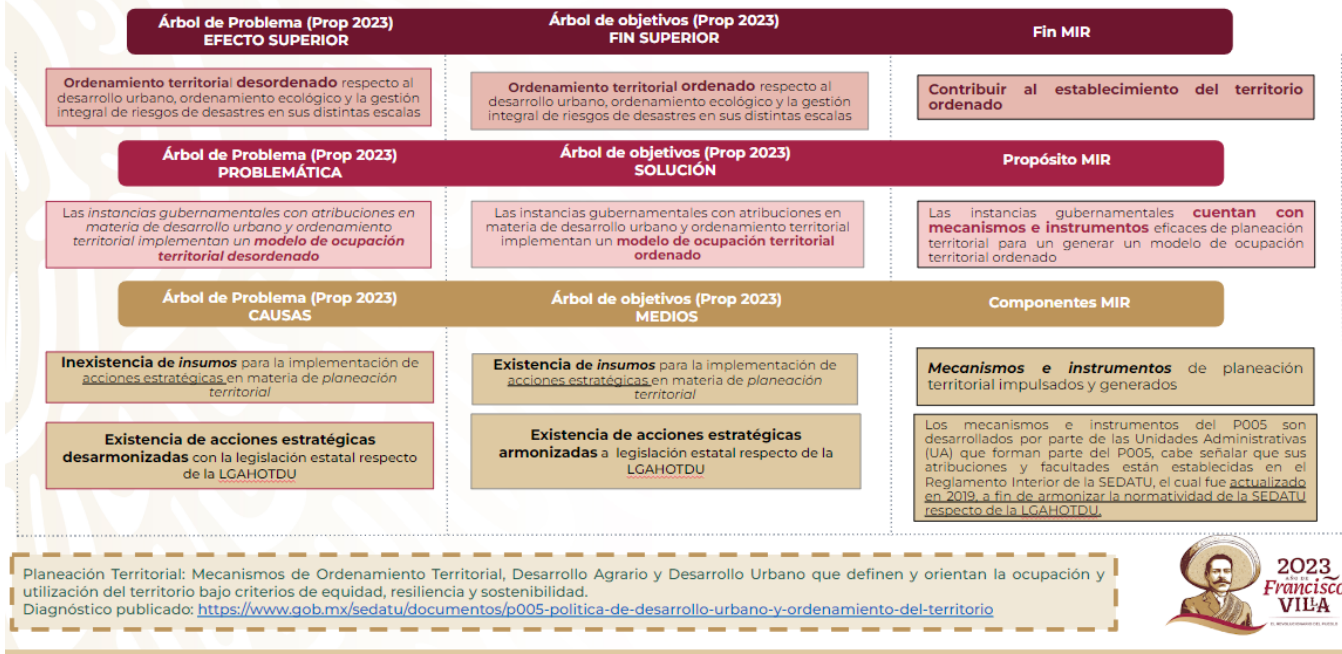 Árbol de Problema (Prop 2023)
EFECTO SUPERIOR
Árbol de objetivos (Prop 2023)
FIN SUPERIOR
Fin MIR
Ordenamiento territorial desordenado respecto al
desarrollo urbano, ordenamiento ecológico y la gestión
integral de riesgos de desastres en sus distintas escalas
Ordenamiento territorial ordenado respecto al
desarrollo urbano, ordenamiento ecológico y la gestión
integral de riesgos de desastres en sus distintas escalas
Contribuir al establecimiento del territorio
ordenado
Árbol de Problema (Prop 2023)
PROBLEMÁTICA
Árbol de objetivos (Prop 2023)
SOLUCIÓN
Propósito MIR
Las instancias gubernamentales con atribuciones en
materia de desarrollo urbano y ordenamiento
territorial implementan un modelo de ocupación
territorial desordenado
Las instancias gubernamentales con atribuciones en
materia de desarrollo urbano y ordenamiento territorial
implementan un modelo de ocupación territorial
ordenado
Las instancias gubernamentales cuentan con
mecanismos e instrumentos eficaces de planeación
territorial para un generar un modelo de ocupación
territorial ordenado
Árbol de Problema (Prop 2023)
CAUSAS
Árbol de objetivos (Prop 2023)
MEDIOS
Componentes MIR
Inexistencia de insumos para la implementación de
acciones estratégicas en materia de planeación
territorial
Existencia de insumos para la implementación de
acciones estratégicas en materia de planeación
territorial
Mecanismos e instrumentos de planeación
territorial impulsados y generados
Existencia de acciones estratégicas
desarmonizadas con la legislación estatal respecto
de la LGAHOTDU
Existencia de acciones estratégicas
armonizadas a legislación estatal respecto de la
LGAHOTDU
Los mecanismos e instrumentos del P005 son
desarrollados por parte de las Unidades Administrativas
(UA) que forman parte del P005, cabe señalar que sus
atribuciones y facultades están establecidas en el
Reglamento Interior de la SEDATU, el cual fue actualizado
en 2019, a fin de armonizar la normatividad de la SEDATU
respecto de la LGAHOTDU.
Planeación Territorial: Mecanismos de Ordenamiento Territorial, Desarrollo Agrario y Desarrollo Urbano que definen y orientan la ocupación y
utilización del territorio bajo criterios de equidad, resiliencia y sostenibilidad.
Diagnóstico publicado: https://www.gob.mx/sedatu/documentos/p005-politica-de-desarrollo-urbano-y-ordenamiento-del-territorio
2023
AÑO DE
Francisco
VILLA
EL REVOLUCIONARIO DEL PUEBLO